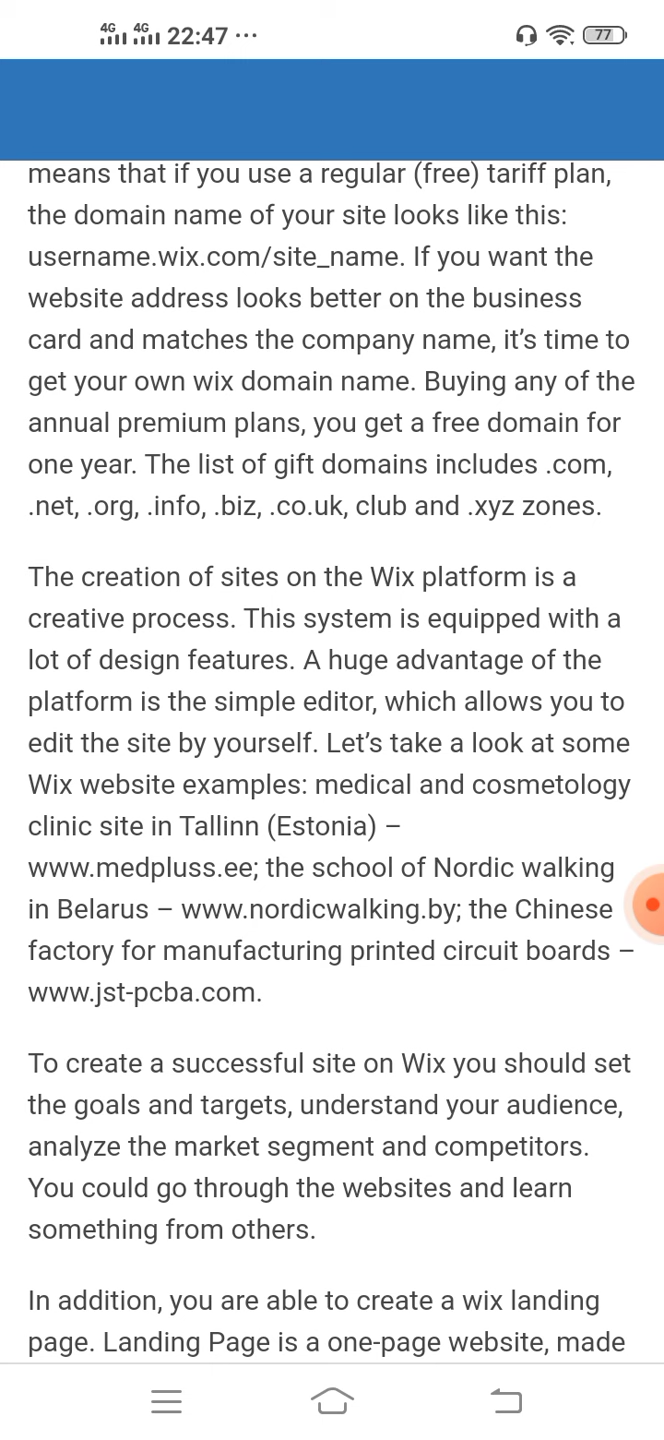 4G 4G 22:47 ... 77
means that if you use a regular (free) tariff plan,
the domain name of your site looks like this:
username.wix.com/site_name. If you want the
website address looks better on the business
card and matches the company name, it’s time to
get your own wix domain name. Buying any of the
annual premium plans, you get a free domain for
one year. The list of gift domains includes .com,
.net, .org, .info, .biz, .co.uk, club and .xyz zones.
The creation of sites on the Wix platform is a
creative process. This system is equipped with a
lot of design features. A huge advantage of the
platform is the simple editor, which allows you to
edit the site by yourself. Let’s take a look at some
Wix website examples: medical and cosmetology
clinic site in Tallinn (Estonia) –
www.medpluss.ee; the school of Nordic walking
in Belarus – www.nordicwalking.by; the Chinese
factory for manufacturing printed circuit boards –
www.jst-pcba.com.
To create a successful site on Wix you should set
the goals and targets, understand your audience,
analyze the market segment and competitors.
You could go through the websites and learn
something from others.
In addition, you are able to create a wix landing
page. Landing Page is a one-page website, made